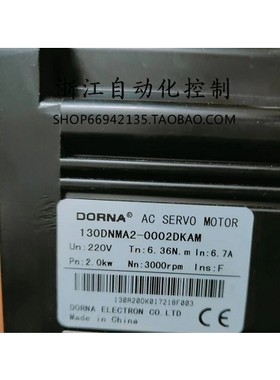 浙江自动化控制
SHOP66942135.TAOBAO.COM
DORNA® AC SERVO MOTOR
130DNMA2-0002DKAM
Un:220V Tn:6.36N.m In:6.7A
Pn:2.0kw Nn:3000rpm Ins:F
130A20DK017218F003
DORNA ELECTRON CO.LTD
Made in China